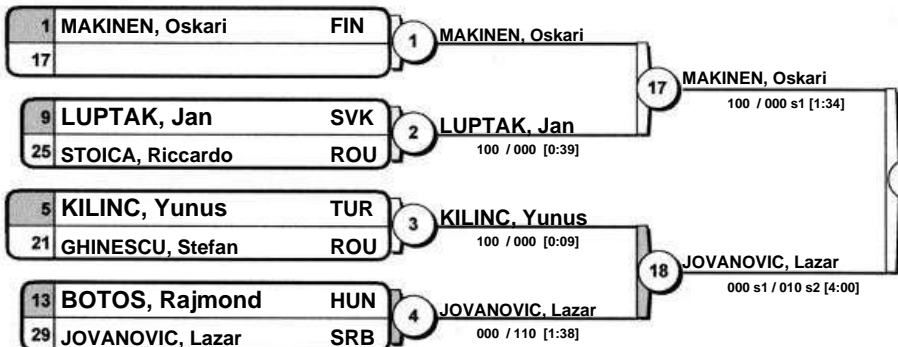 1 MAKINEN, Oskari FIN
17
1 MAKINEN, Oskari
9 LUPTAK, Jan SVK
25 STOICA, Riccardo ROU
2 LUPTAK, Jan
100 / 000 [0:39]
17 MAKINEN, Oskari
100 / 000 s1 [1:34]
5 KILINC, Yunus TUR
21 GHINESCU, Stefan ROU
3 KILINC, Yunus
100 / 000 [0:09]
13 BOTOS, Rajmond HUN
29 JOVANOVIC, Lazar SRB
4 JOVANOVIC, Lazar
000 / 110 [1:38]
18 JOVANOVIC, Lazar
000 s1 / 010 s2 [4:00]